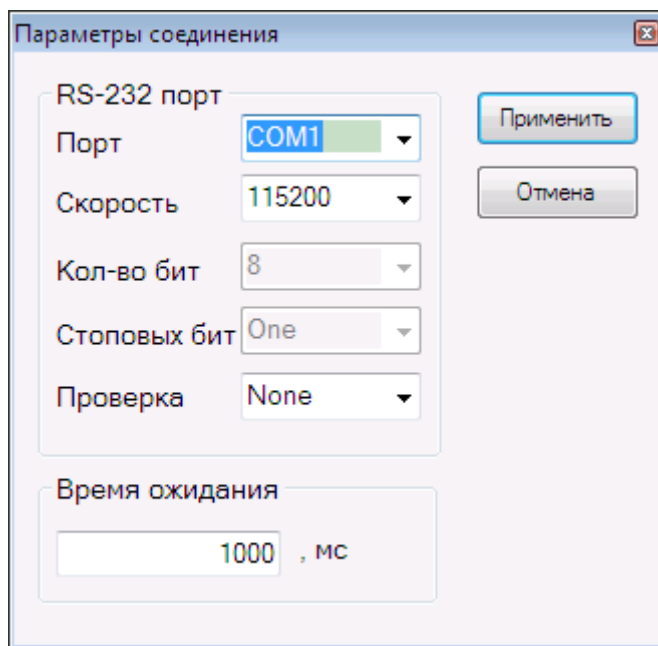 Параметры соединения
RS-232 порт
Порт
COM1
Скорость
115200
Кол-во бит
8
Стоповых бит
One
Проверка
None
Применить
Отмена
Время ожидания
1000 , мс